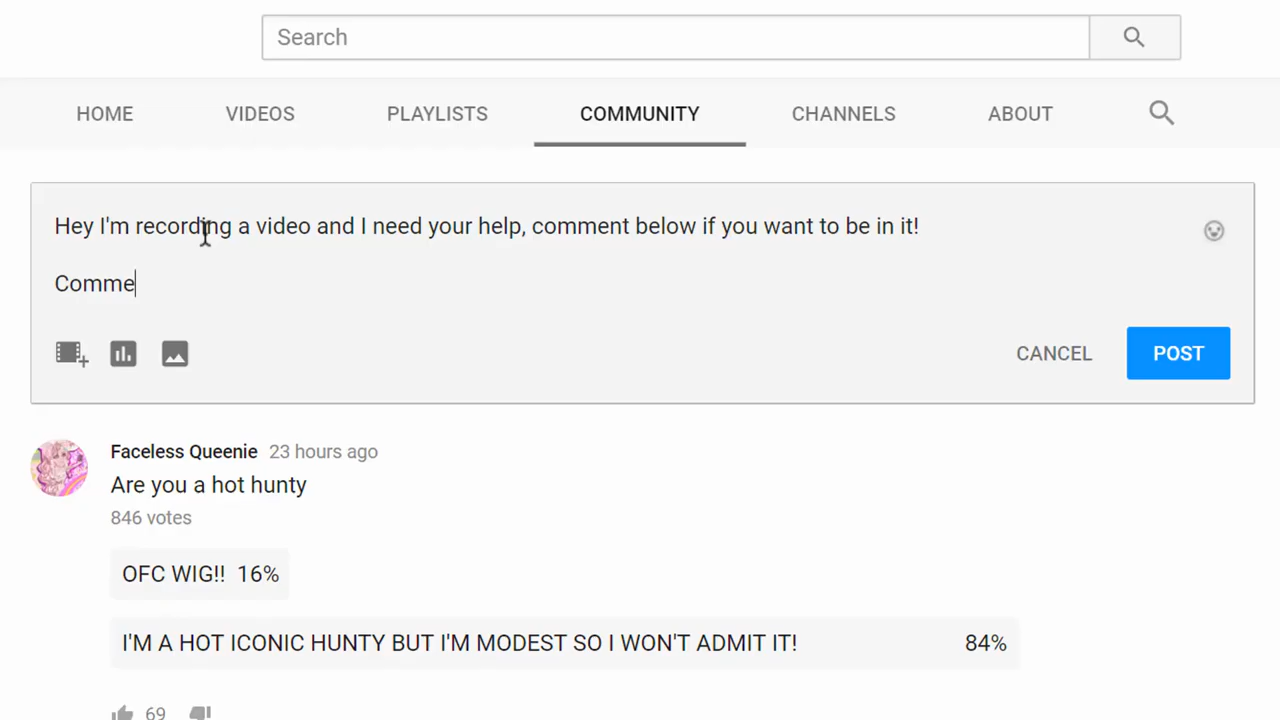 Search
HOME VIDEOS PLAYLISTS COMMUNITY CHANNELS ABOUT
Hey I'm recording a video and I need your help, comment below if you want to be in it!
Comme
CANCEL POST
Faceless Queenie 23 hours ago
Are you a hot hunty
846 votes
OFC WIG!! 16%
I'M A HOT ICONIC HUNTY BUT I'M MODEST SO I WON'T ADMIT IT! 84%
69